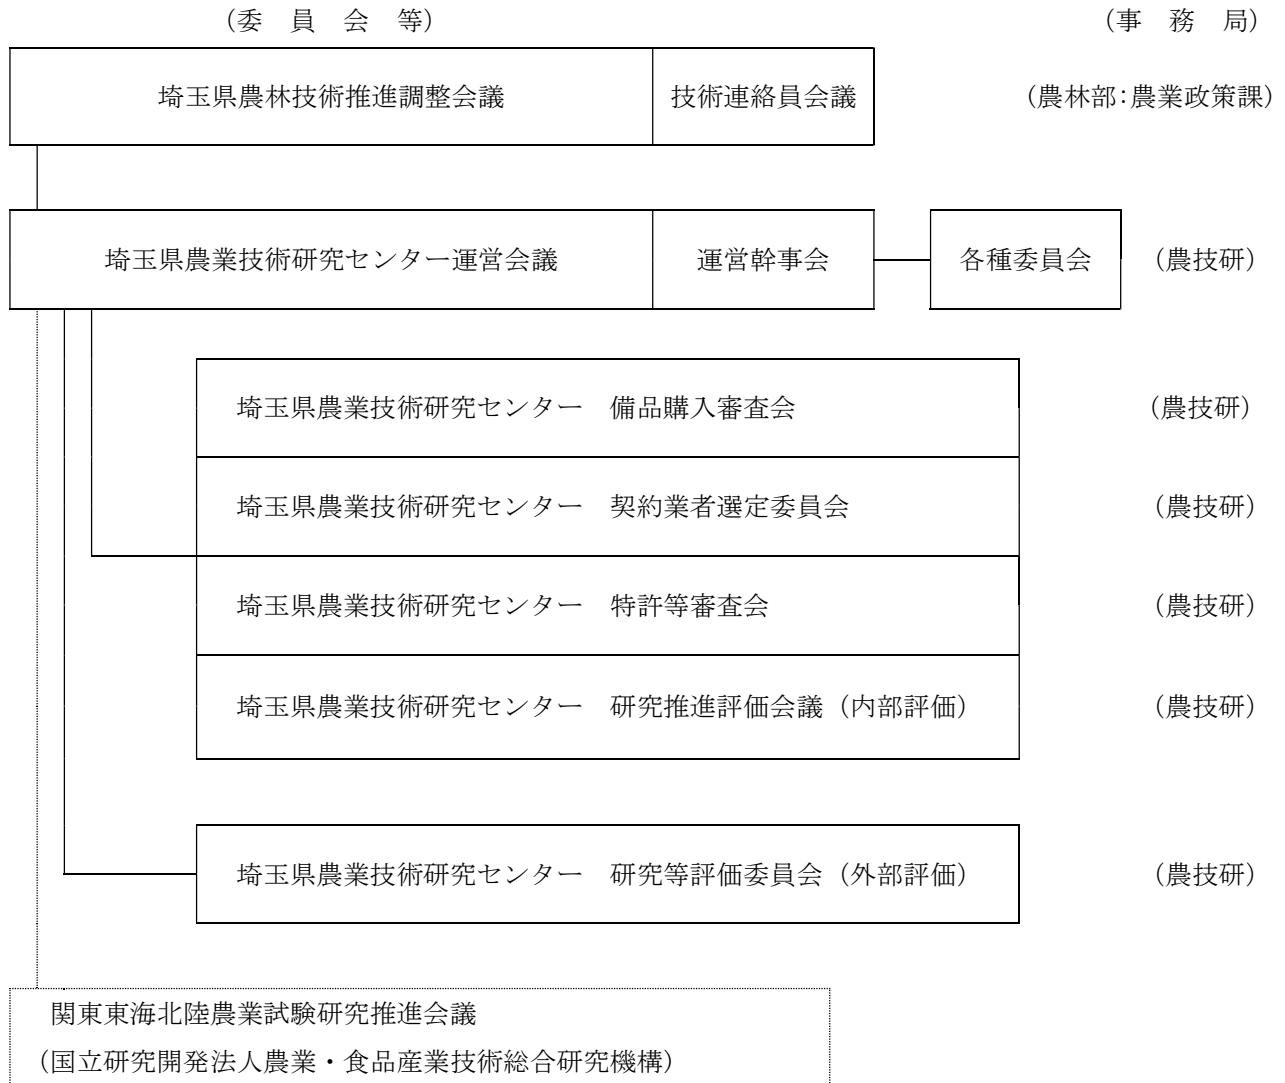 （委　員　会　等）　（事　務　局）
埼玉県農林技術推進調整会議　技術連絡員会議　（農林部：農業政策課）
埼玉県農業技術研究センター運営会議　運営幹事会　各種委員会　（農技研）
埼玉県農業技術研究センター　備品購入審査会　（農技研）
埼玉県農業技術研究センター　契約業者選定委員会　（農技研）
埼玉県農業技術研究センター　特許等審査会　（農技研）
埼玉県農業技術研究センター　研究推進評価会議（内部評価）　（農技研）
埼玉県農業技術研究センター　研究等評価委員会（外部評価）　（農技研）
関東東海北陸農業試験研究推進会議
（国立研究開発法人農業・食品産業技術総合研究機構）